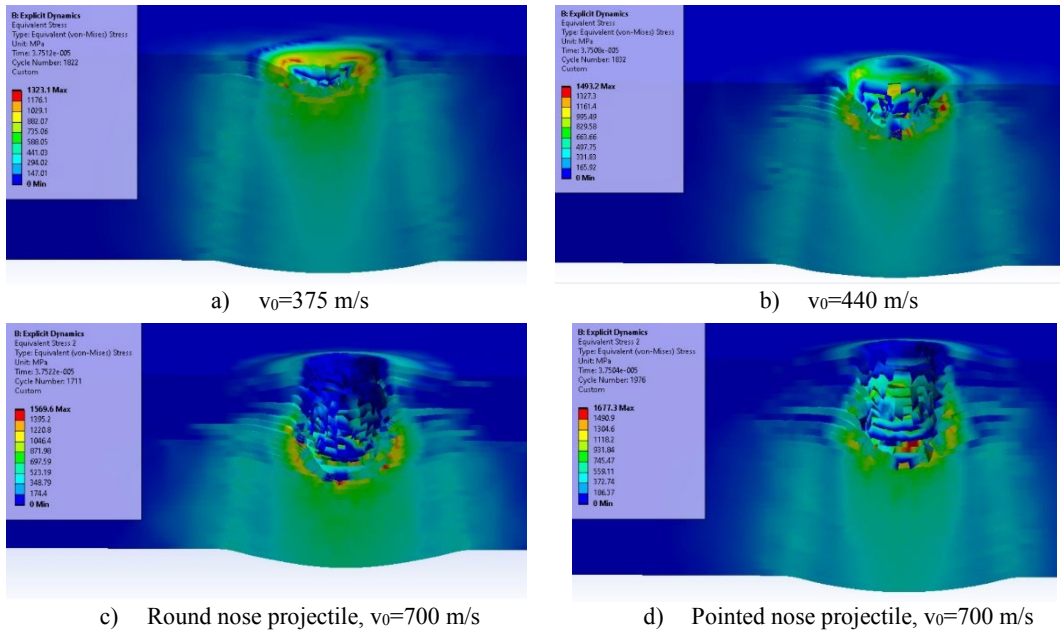 B: Explicit Dynamics
Equivalent Stress
Type: Equivalent (von-Mises) Stress
Unit: MPa
Time: 3.7512e-005
Cycle Number: 1822
Custom
1323.1 Max
1176.1
1029.1
882.07
735.06
588.05
441.03
294.02
147.01
0 Min
a) v₀=375 m/s
B: Explicit Dynamics
Equivalent Stress
Type: Equivalent (von-Mises) Stress
Unit: MPa
Time: 3.7508e-005
Cycle Number: 1832
Custom
1493.2 Max
1327.3
1161.4
995.49
829.58
663.66
497.75
331.83
165.92
0 Min
b) v₀=440 m/s
B: Explicit Dynamics
Equivalent Stress 2
Type: Equivalent (von-Mises) Stress
Unit: MPa
Time: 3.7522e-005
Cycle Number: 1711
Custom
1569.6 Max
1395.2
1220.8
1046.4
871.98
697.59
523.19
348.79
174.4
0 Min
c) Round nose projectile, v₀=700 m/s
B: Explicit Dynamics
Equivalent Stress 2
Type: Equivalent (von-Mises) Stress
Unit: MPa
Time: 3.7504e-005
Cycle Number: 1976
Custom
1677.3 Max
1490.9
1304.6
1118.2
931.84
745.47
559.11
372.74
186.37
0 Min
d) Pointed nose projectile, v₀=700 m/s